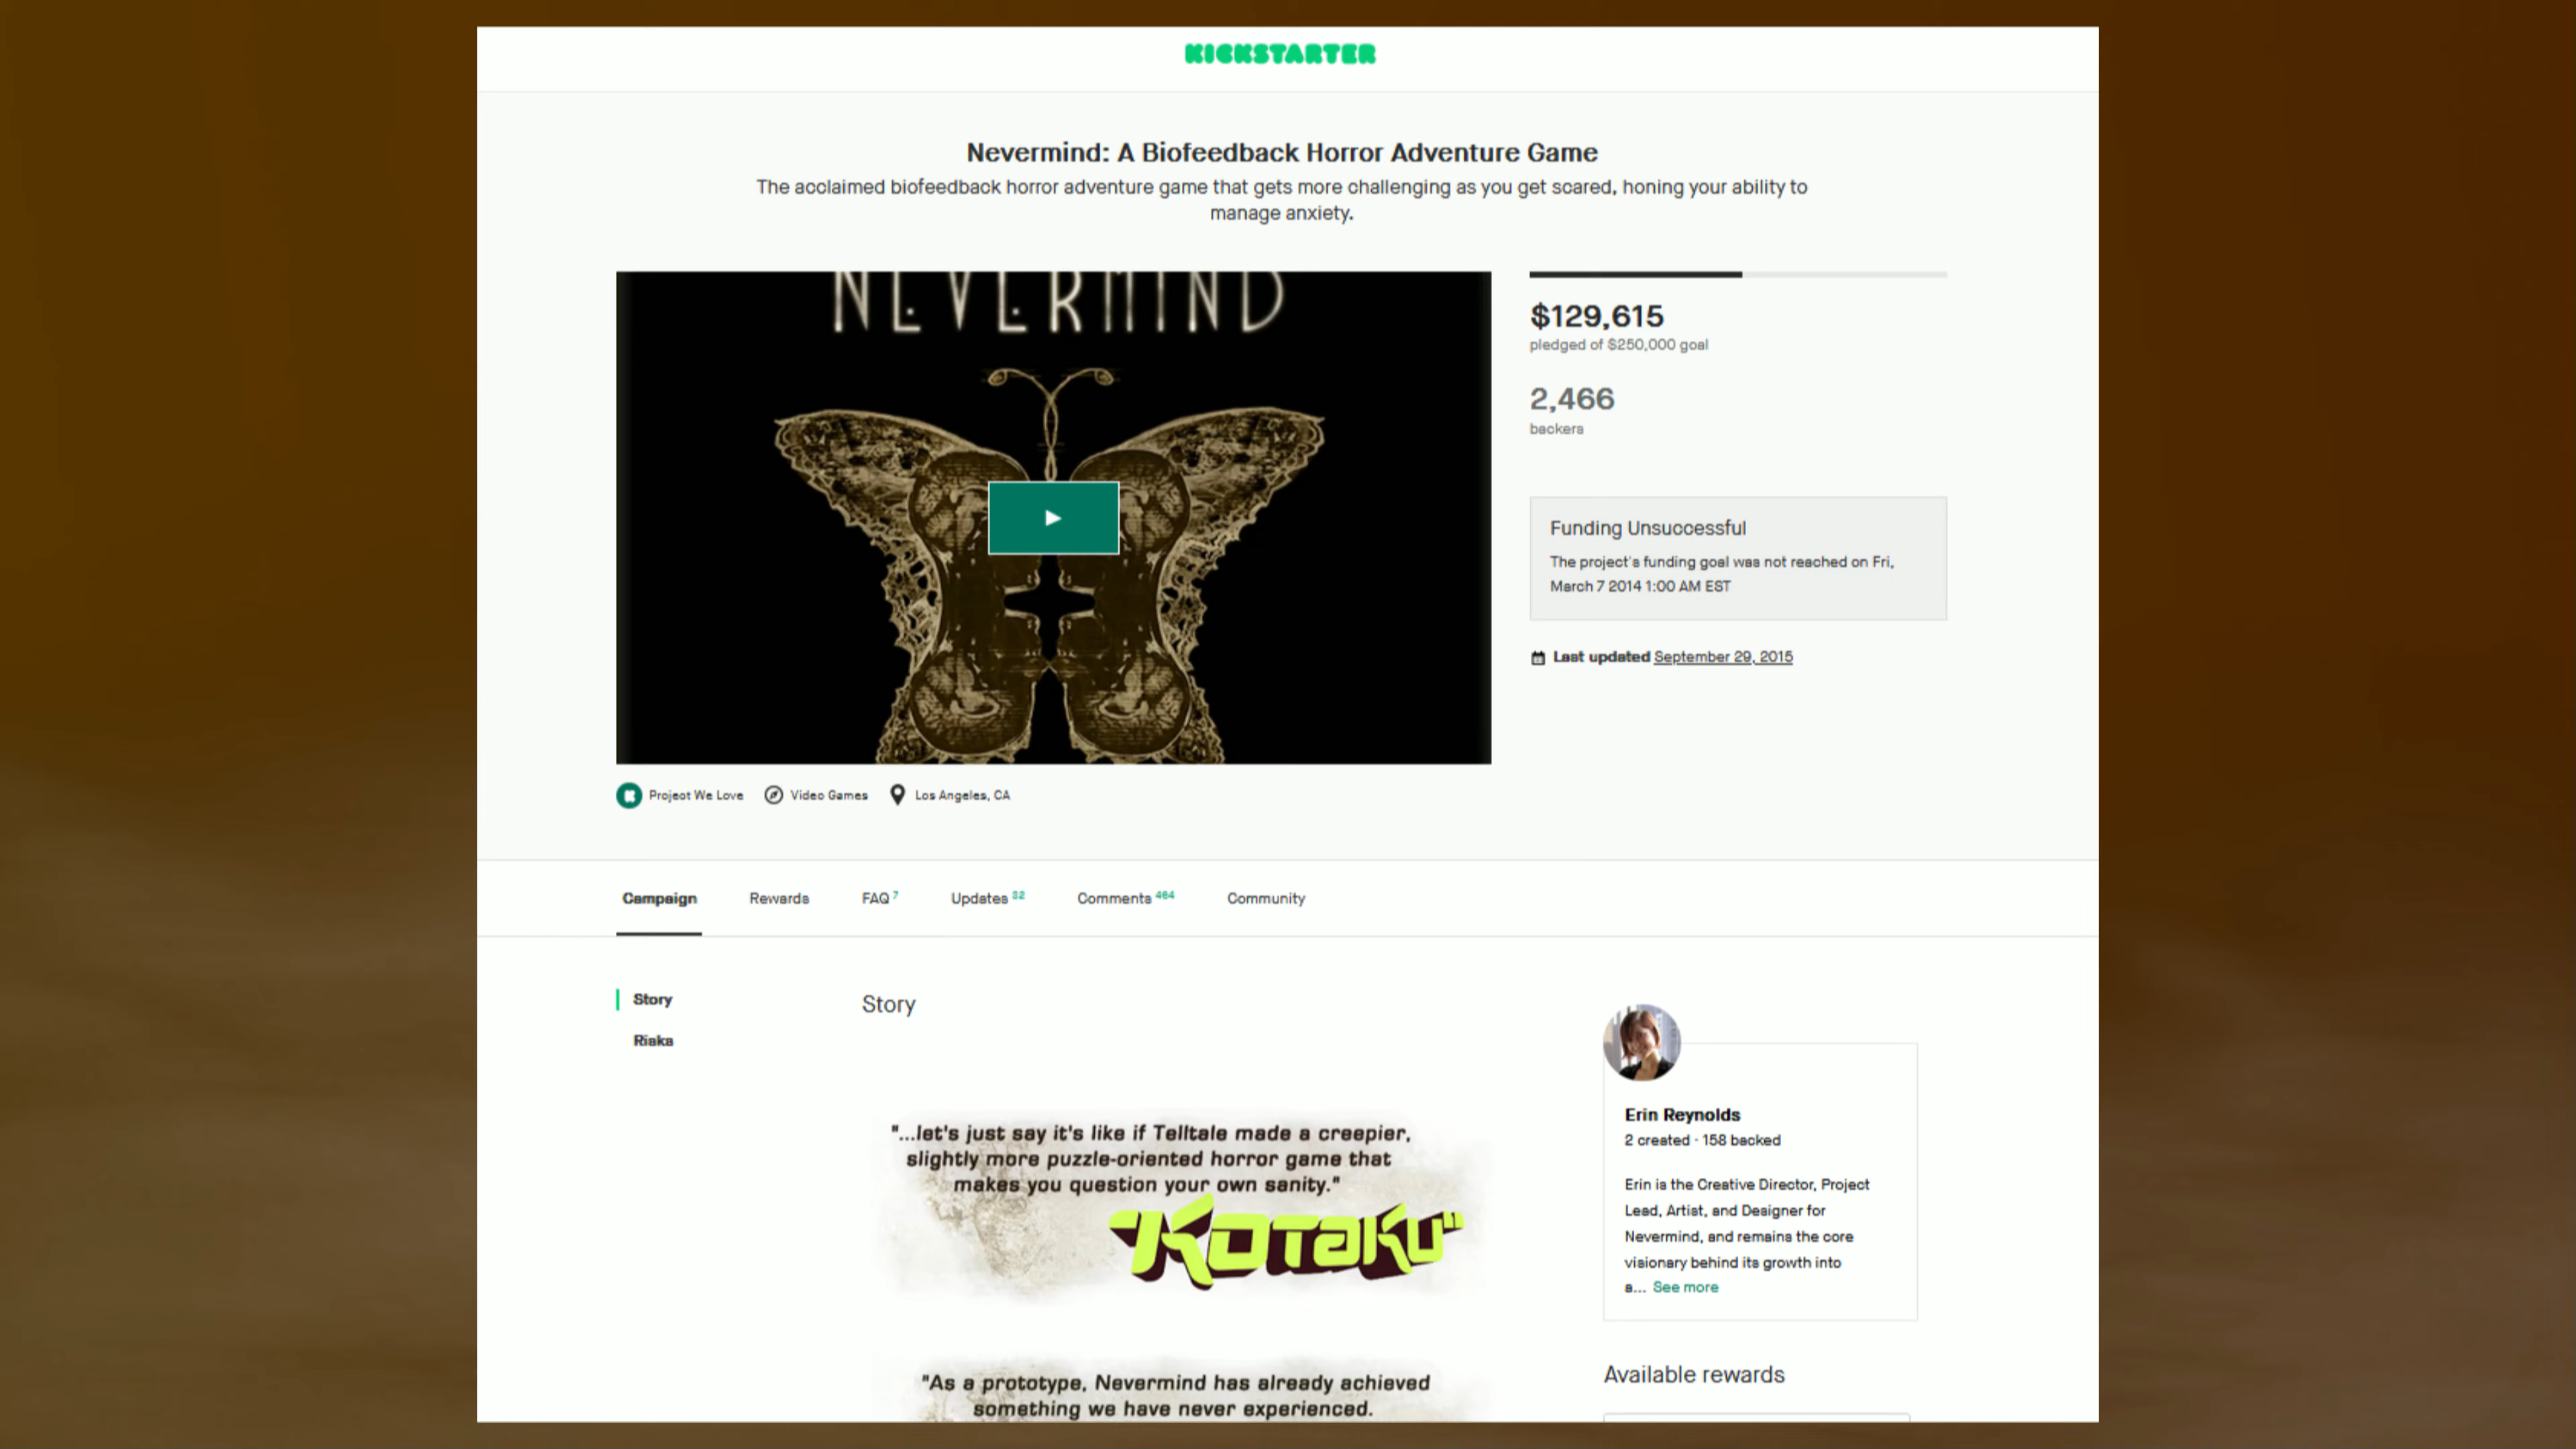 KICKSTARTER
Nevermind: A Biofeedback Horror Adventure Game
The acclaimed biofeedback horror adventure game that gets more challenging as you get scared, honing your ability to
manage anxiety.
NEVERMIND
$129,615
pledged of $250,000 goal
2,466
backers
Funding Unsuccessful
The project's funding goal was not reached on Fri,
March 7 2014 1:00 AM EST
Last updated September 29, 2015
Project We Love Video Games Los Angeles, CA
Campaign Rewards FAQ 7 Updates 32 Comments 464 Community
Story
Risks
Story
"...let's just say it's like if Telltale made a creepier,
slightly more puzzle-oriented horror game that
makes you question your own sanity."
"KOTAKU"
"As a prototype, Nevermind has already achieved
something we have never experienced.
Erin Reynolds
2 created · 158 backed
Erin is the Creative Director, Project
Lead, Artist, and Designer for
Nevermind, and remains the core
visionary behind its growth into
a... See more
Available rewards